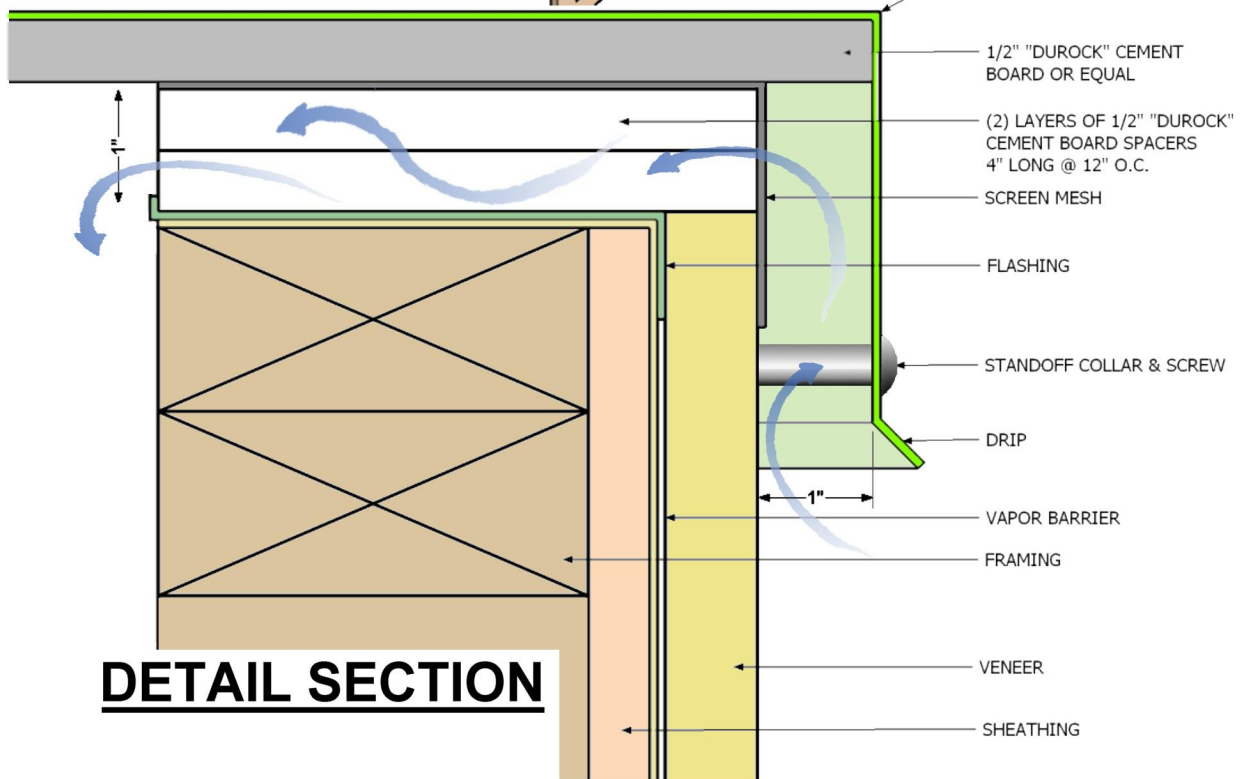 1/2" "DUROCK" CEMENT
BOARD OR EQUAL
(2) LAYERS OF 1/2" "DUROCK"
CEMENT BOARD SPACERS
4" LONG @ 12" O.C.
1"
SCREEN MESH
FLASHING
STANDOFF COLLAR & SCREW
DRIP
1"
VAPOR BARRIER
FRAMING
VENEER
DETAIL SECTION
SHEATHING